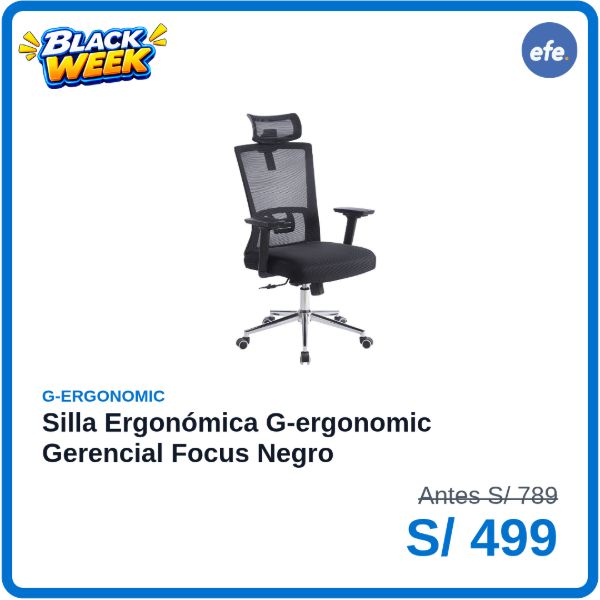 BLACK
WEEK
efe.
G-ERGONOMIC
Silla Ergonómica G-ergonomic
Gerencial Focus Negro
Antes S/ 789
S/ 499